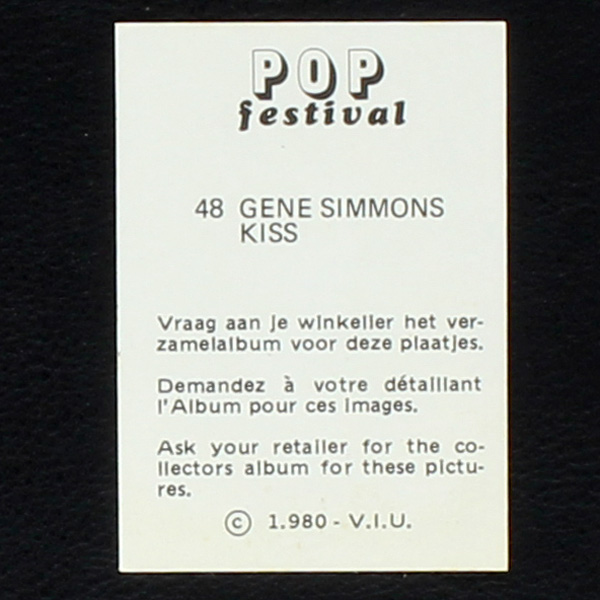 POP
festival
48 GENE SIMMONS
KISS
Vraag aan je winkelier het ver-
zamelalbum voor deze plaatjes.
Demandez à votre détaillant
l'Album pour ces images.
Ask your retailer for the co-
llectors album for these pictu-
res.
© 1.980 - V.I.U.